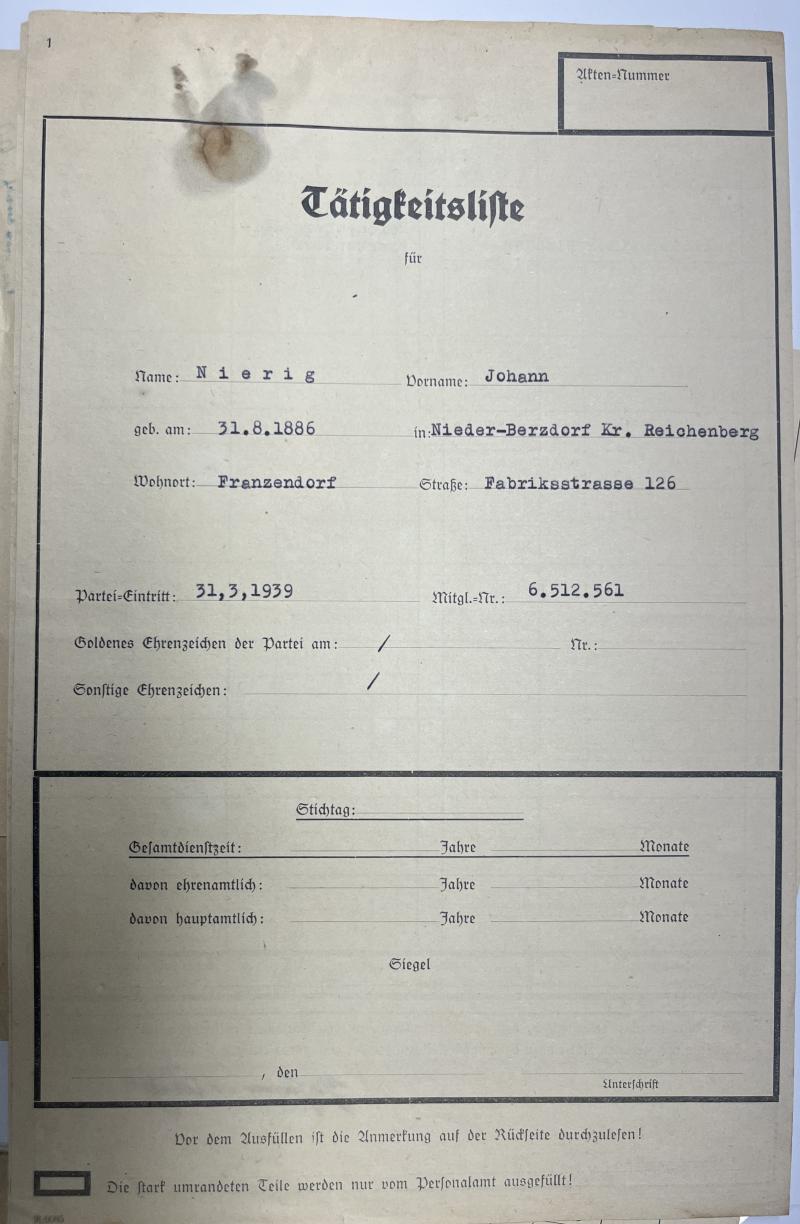 1
Akten-Nummer
Tätigkeitsliste
für
Name: Nierig Vorname: Johann
geb. am: 31.8.1886 in: Nieder-Berzdorf Kr. Reichenberg
Wohnort: Franzendorf Straße: Fabriksstrasse 126
Partei-Eintritt: 31,3,1939 Mitgl.-Nr.: 6.512.561
Goldenes Ehrenzeichen der Partei am: / Nr.:
Sonstige Ehrenzeichen: /
Stichtag:
Gesamtdienstzeit: Jahre Monate
davon ehrenamtlich: Jahre Monate
davon hauptamtlich: Jahre Monate
Siegel
, den
Unterschrift
Vor dem Ausfüllen ist die Anmerkung auf der Rückseite durchzulesen!
Die stark umrandeten Teile werden nur vom Personalamt ausgefüllt!